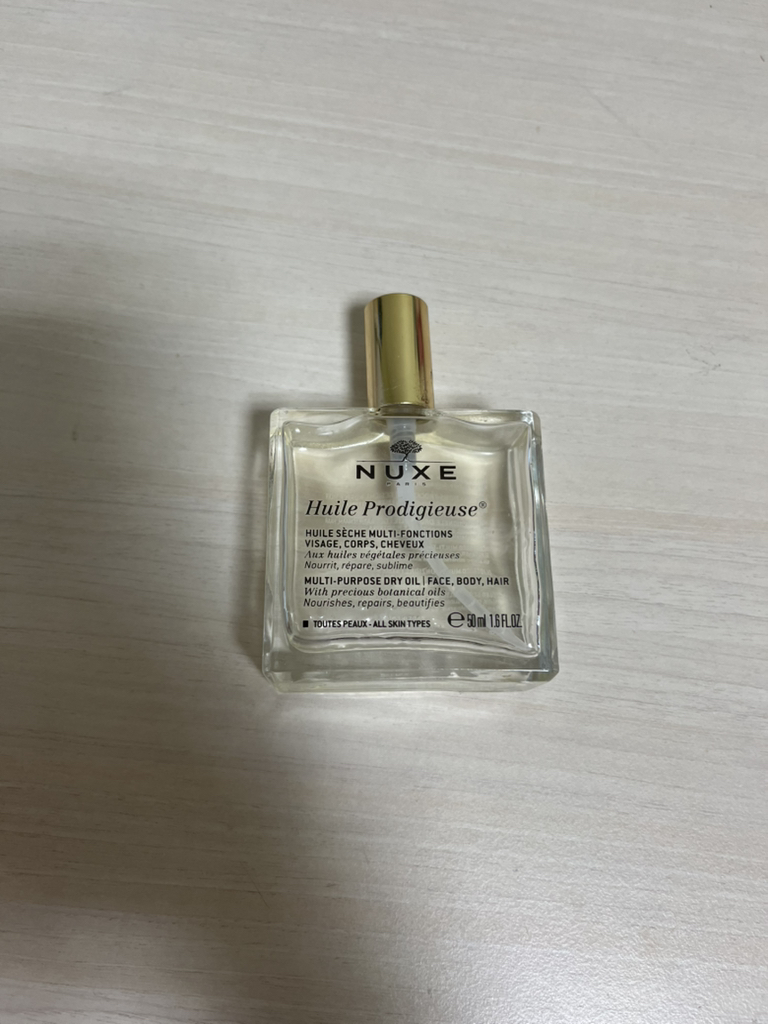 NUXE
PARIS
Huile Prodigieuse®
HUILE SÈCHE MULTI-FONCTIONS
VISAGE, CORPS, CHEVEUX
Aux huiles végétales précieuses
Nourrit, répare, sublime
MULTI-PURPOSE DRY OIL | FACE, BODY, HAIR
With precious botanical oils
Nourishes, repairs, beautifies
TOUTES PEAUX - ALL SKIN TYPES ℮ 50 ml 1.6 FL.OZ.